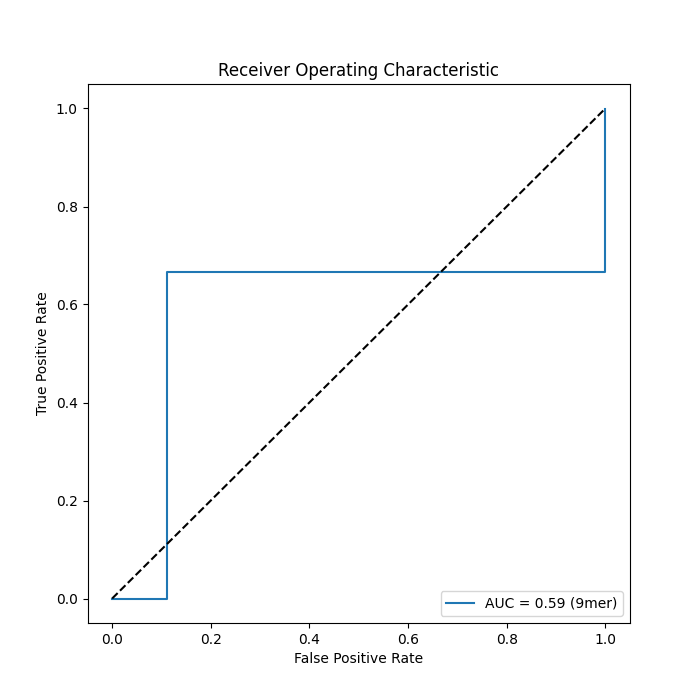 Receiver Operating Characteristic
1.0
0.8
0.6
0.4
0.2
0.0
True Positive Rate
AUC = 0.59 (9mer)
0.0 0.2 0.4 0.6 0.8 1.0
False Positive Rate